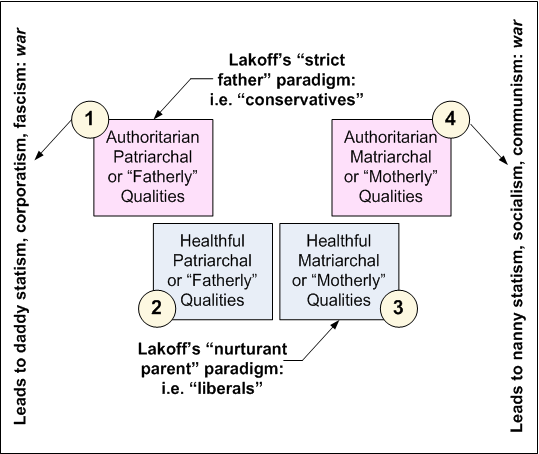 Leads to daddy statism, corporatism, fascism: war
Lakoff's "strict
father" paradigm:
i.e. "conservatives"
1
Authoritarian
Patriarchal
or "Fatherly"
Qualities
4
Authoritarian
Matriarchal
or "Motherly"
Qualities
Healthful
Patriarchal
or "Fatherly"
Qualities
2
Healthful
Matriarchal
or "Motherly"
Qualities
3
Lakoff's "nurturant
parent" paradigm:
i.e. "liberals"
Leads to nanny statism, socialism, communism: war